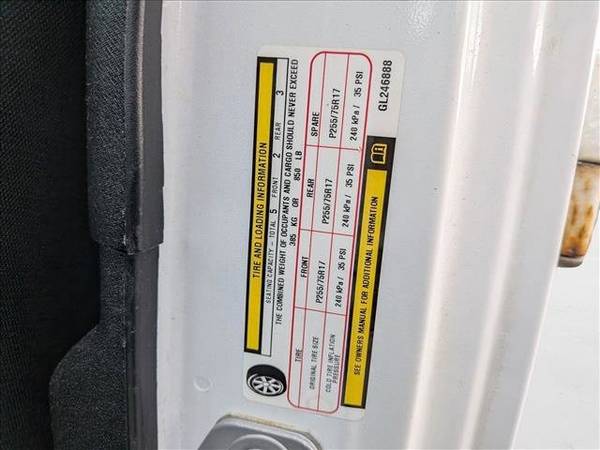 TIRE AND LOADING INFORMATION
SEATING CAPACITY - TOTAL 5 FRONT 2 REAR 3
THE COMBINED WEIGHT OF OCCUPANTS AND CARGO SHOULD NEVER EXCEED
385 KG OR 850 LB
TIRE FRONT REAR SPARE
ORIGINAL TIRE SIZE P255/75R17 P255/75R17 P255/75R17
COLD TIRE INFLATION PRESSURE 240 kPa / 35 PSI 240 kPa / 35 PSI 240 kPa / 35 PSI
SEE OWNERS MANUAL FOR ADDITIONAL INFORMATION
GL246888